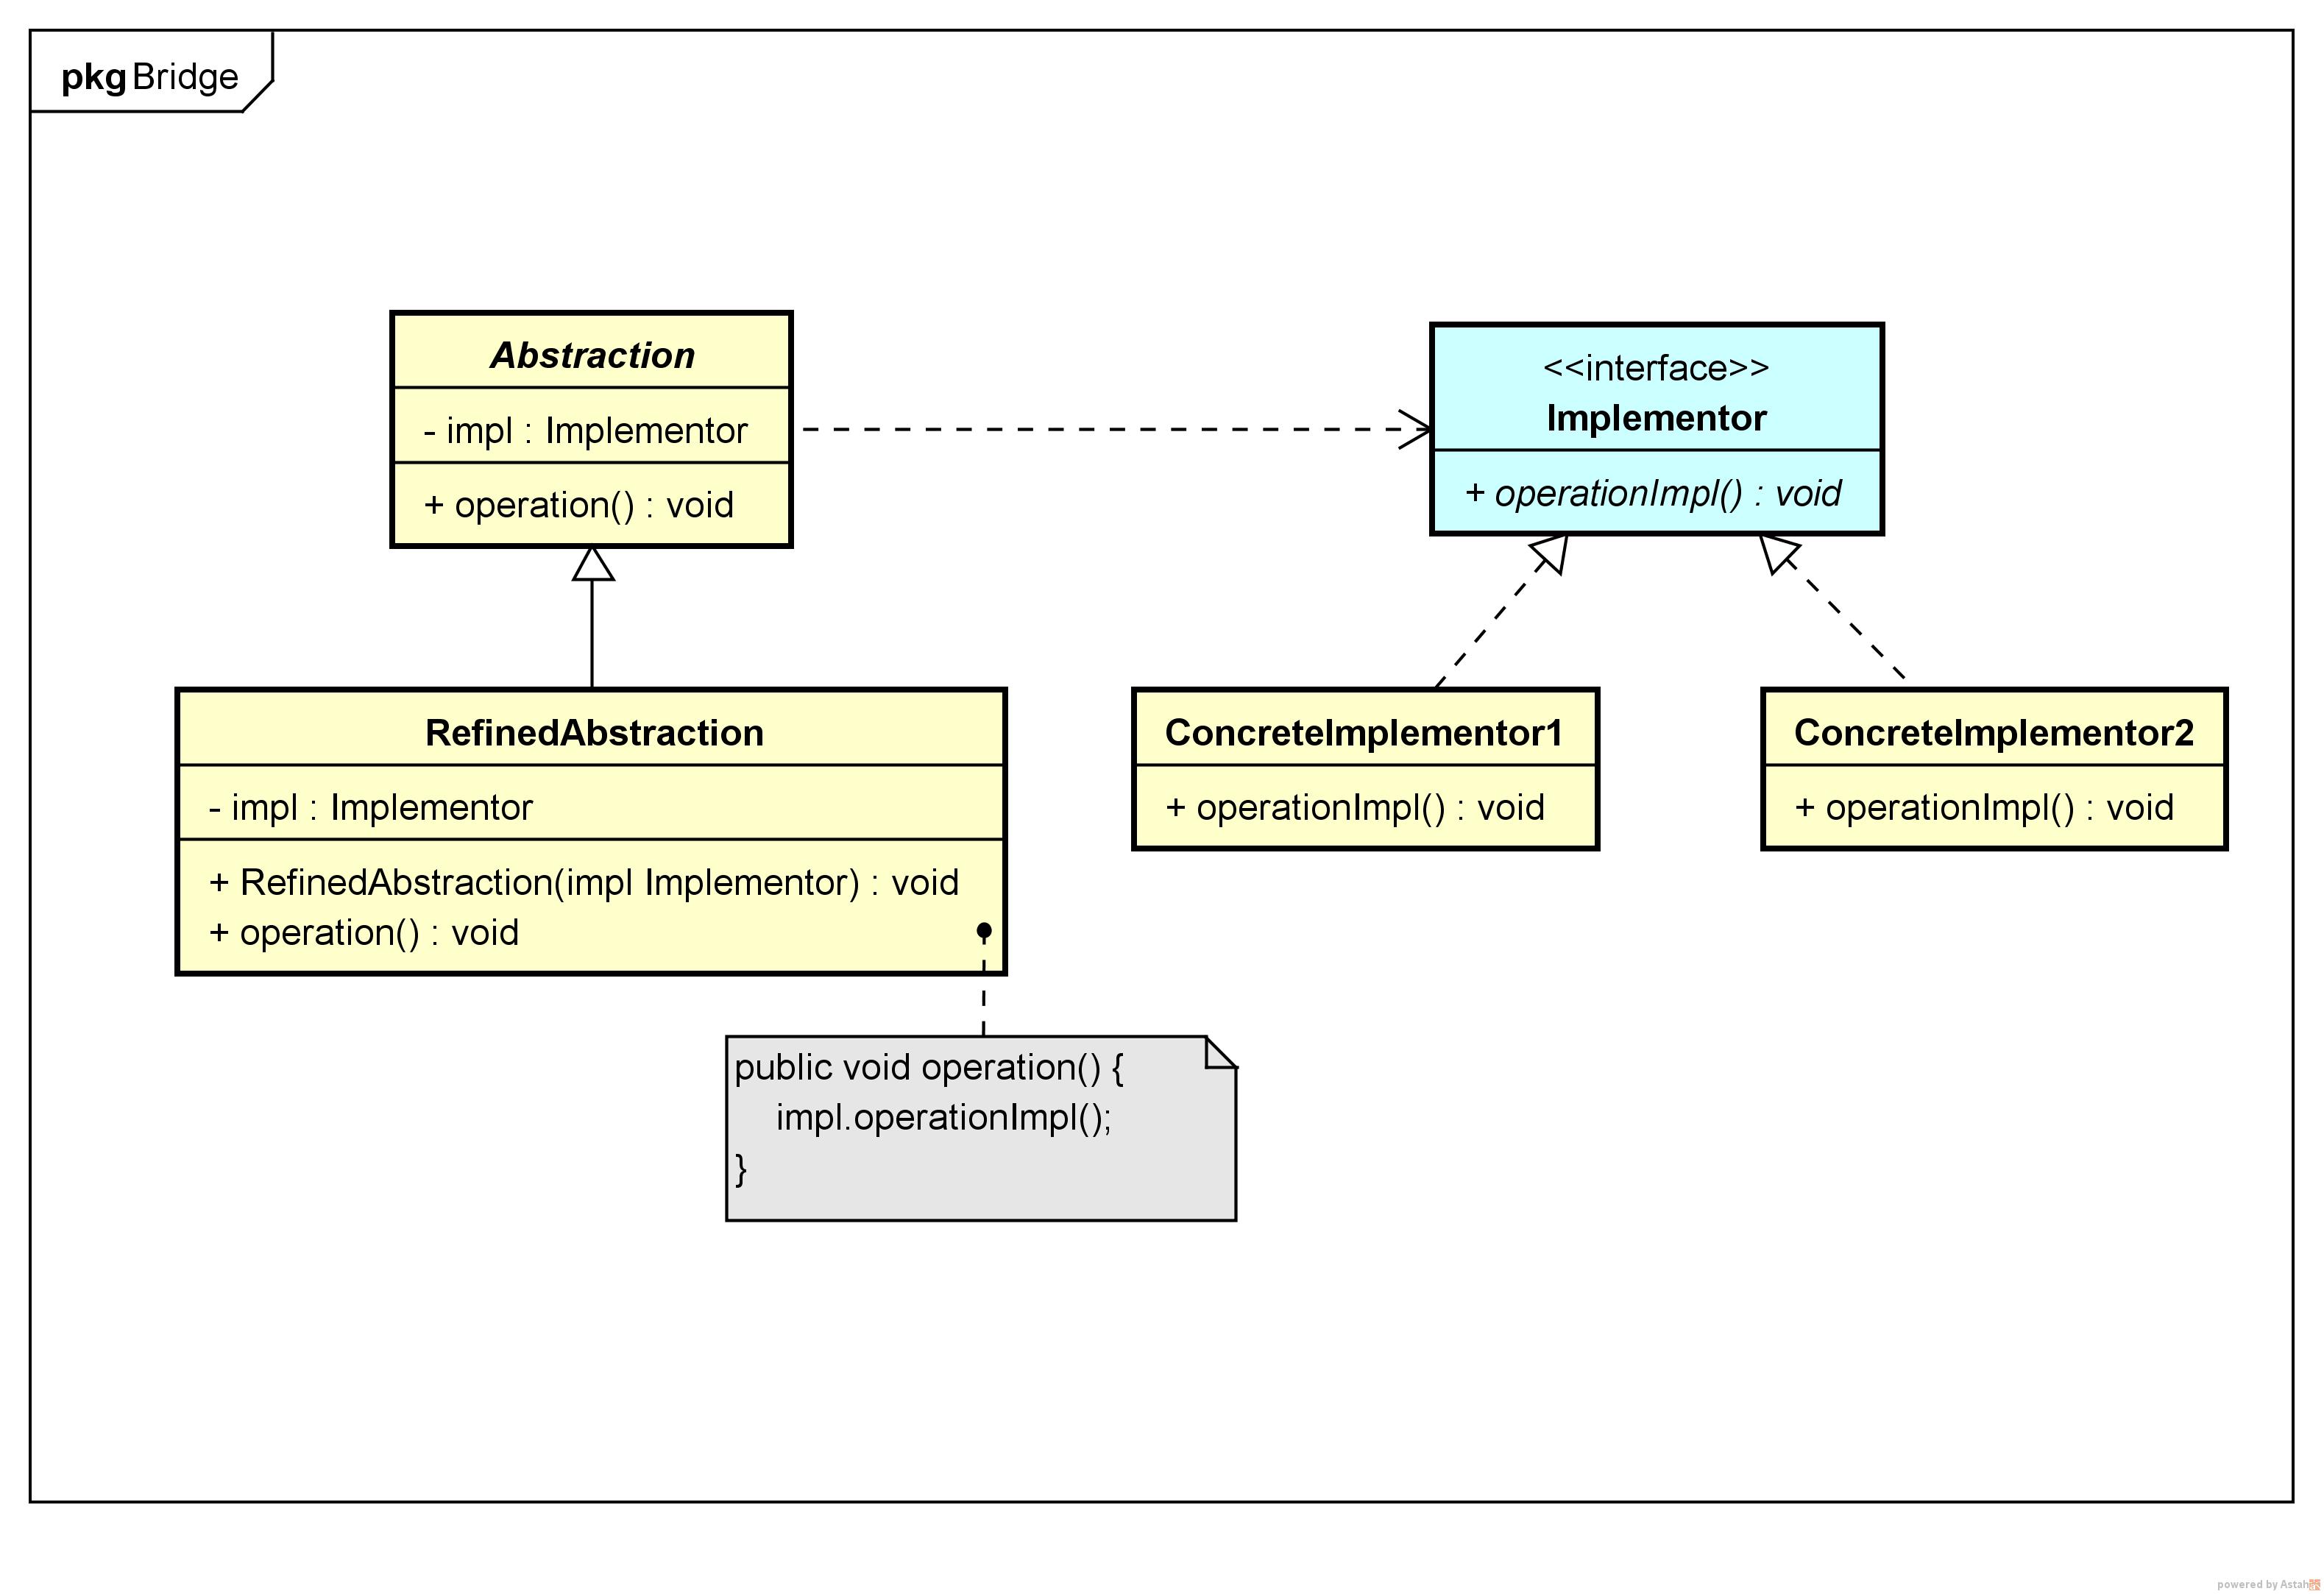 pkg Bridge
Abstraction
- impl : Implementor
+ operation() : void
<<interface>>
Implementor
+ operationImpl() : void
RefinedAbstraction
- impl : Implementor
+ RefinedAbstraction(impl Implementor) : void
+ operation() : void
ConcreteImplementor1
+ operationImpl() : void
ConcreteImplementor2
+ operationImpl() : void
public void operation() {
impl.operationImpl();
}
powered by Astah